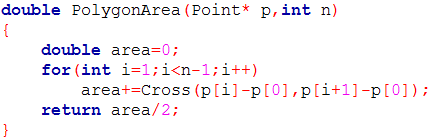 double PolygonArea(Point* p,int n)
{
    double area=0;
    for(int i=1;i<n-1;i++)
        area+=Cross(p[i]-p[0],p[i+1]-p[0]);
    return area/2;
}